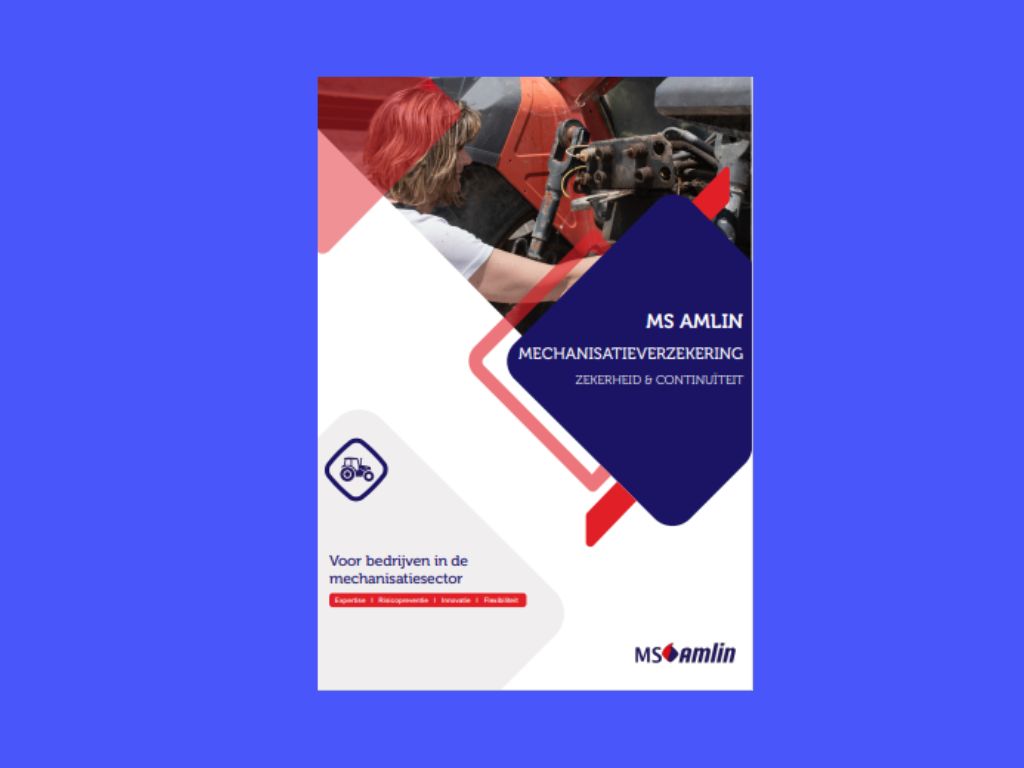 MS AMLIN
MECHANISATIEVERZEKERING
ZEKERHEID & CONTINUÏTEIT
Voor bedrijven in de
mechanisatiesector
Expertise I Risicopreventie I Innovatie I Flexibiliteit
MS amlin